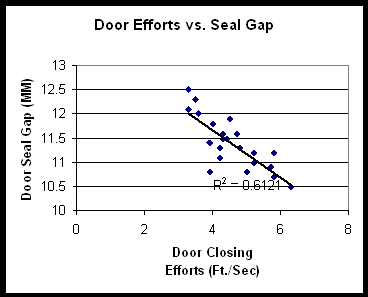 Door Efforts vs. Seal Gap
Door Seal Gap (MM)
13
12.5
12
11.5
11
10.5
10
R² = 0.6121
0 2 4 6 8
Door Closing
Efforts (Ft./Sec)